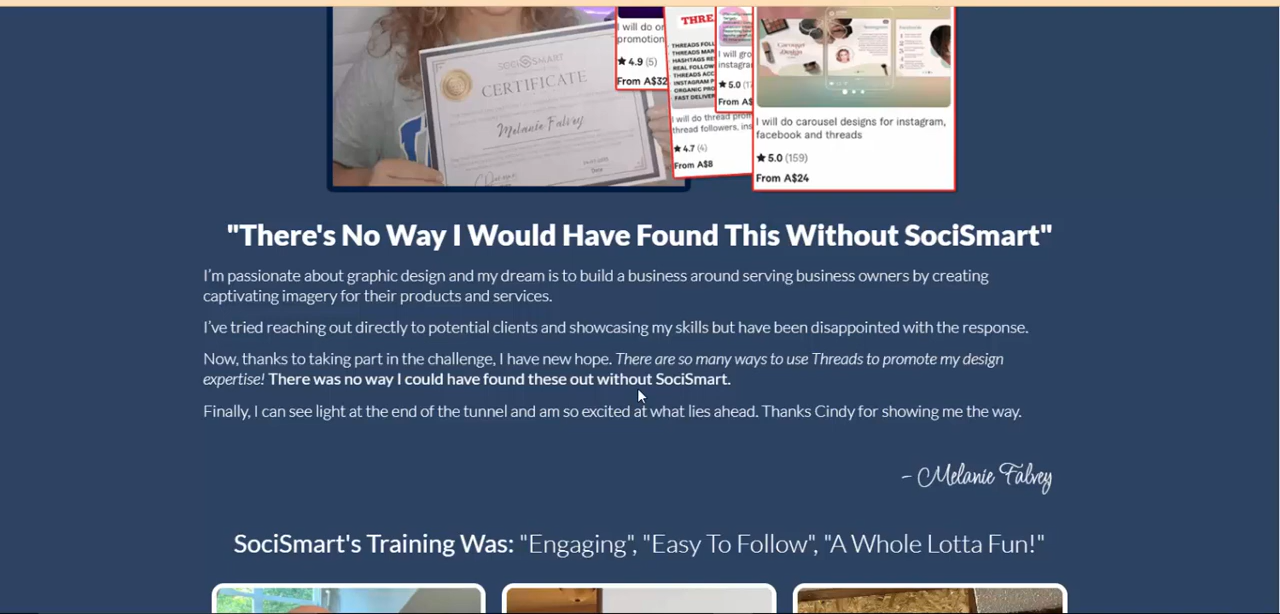 SOCISMART
CERTIFICATE
Melanie Falvey
Date
I will do or
promotion
★ 4.9 (5)
From A$32
THRE
THREADS FOLL
THREADS MAR
HASHTAGS RE
REAL FOLLOW
THREADS ACC
INSTAGRAM P
ORGANIC PRO
FAST DELIVER
I will do thread prom
thread followers, ins
★ 4.7 (4)
From A$8
I will gro
instagra
★ 5.0 (1
From A$
Carousel
Design
I will do carousel designs for instagram,
facebook and threads
★ 5.0 (159)
From A$24
"There's No Way I Would Have Found This Without SociSmart"
I'm passionate about graphic design and my dream is to build a business around serving business owners by creating
captivating imagery for their products and services.
I've tried reaching out directly to potential clients and showcasing my skills but have been disappointed with the response.
Now, thanks to taking part in the challenge, I have new hope. There are so many ways to use Threads to promote my design
expertise! There was no way I could have found these out without SociSmart.
Finally, I can see light at the end of the tunnel and am so excited at what lies ahead. Thanks Cindy for showing me the way.
– Melanie Falvey
SociSmart's Training Was: "Engaging", "Easy To Follow", "A Whole Lotta Fun!"